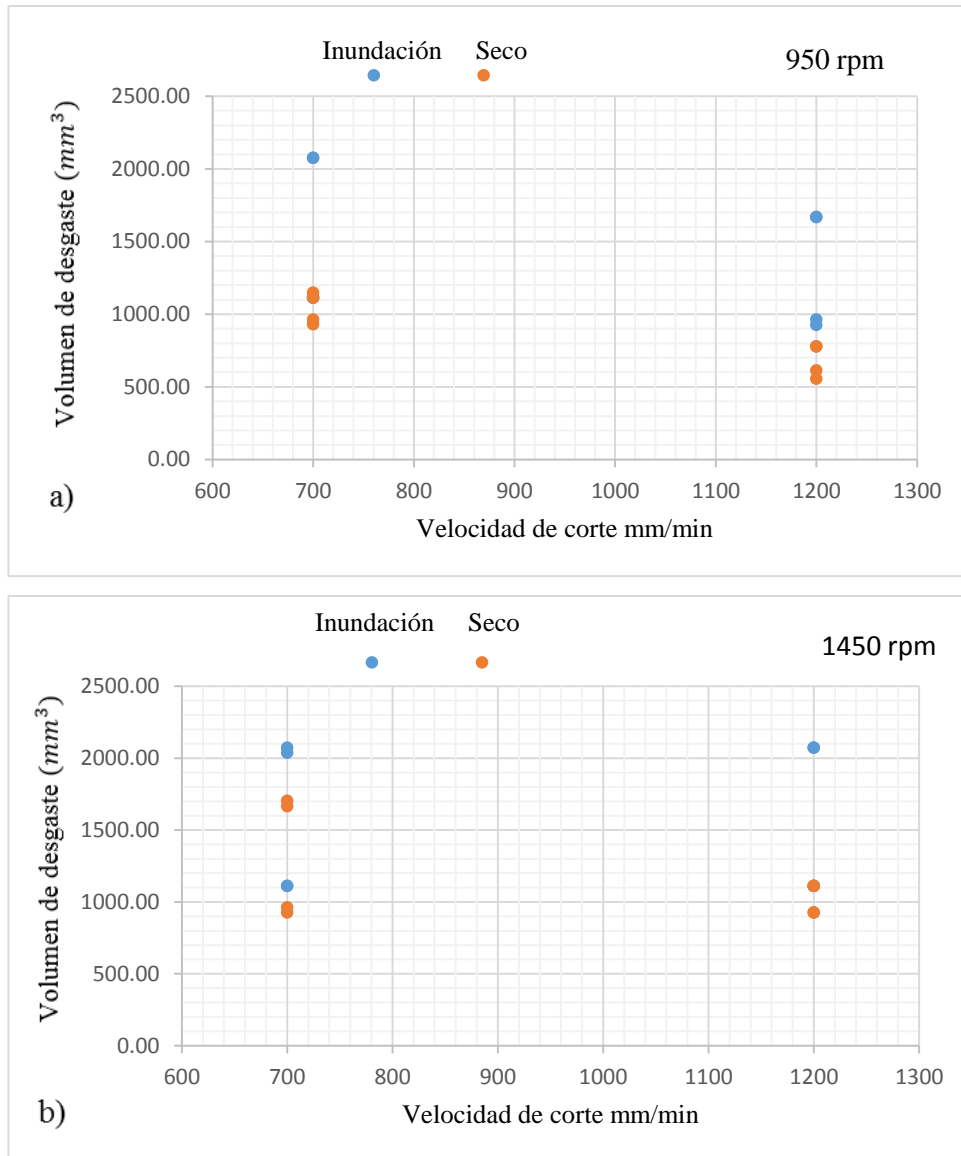 Inundación Seco
950 rpm
Volumen de desgaste (mm³)
2500.00
2000.00
1500.00
1000.00
500.00
0.00
600 700 800 900 1000 1100 1200 1300
a)
Velocidad de corte mm/min
Inundación Seco
1450 rpm
Volumen de desgaste (mm³)
2500.00
2000.00
1500.00
1000.00
500.00
0.00
600 700 800 900 1000 1100 1200 1300
b)
Velocidad de corte mm/min